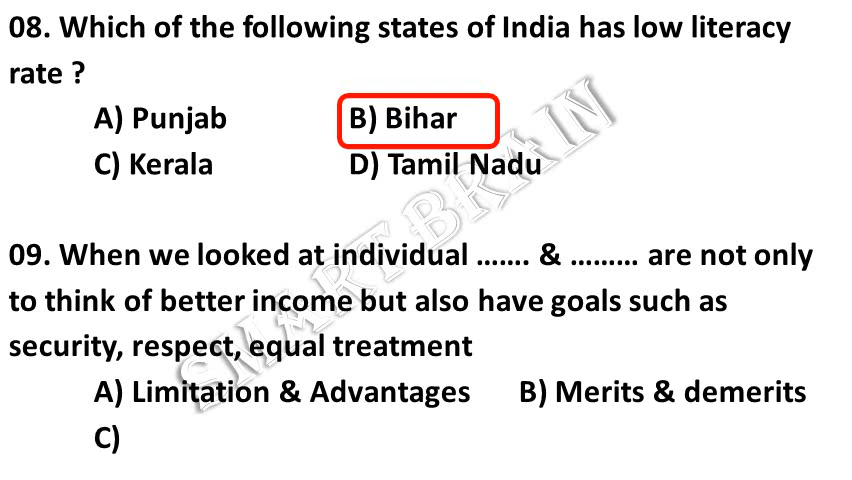 08. Which of the following states of India has low literacy
rate ?
A) Punjab B) Bihar
C) Kerala D) Tamil Nadu
09. When we looked at individual ……. & ……… are not only
to think of better income but also have goals such as
security, respect, equal treatment
A) Limitation & Advantages B) Merits & demerits
C)
SMART BRAIN